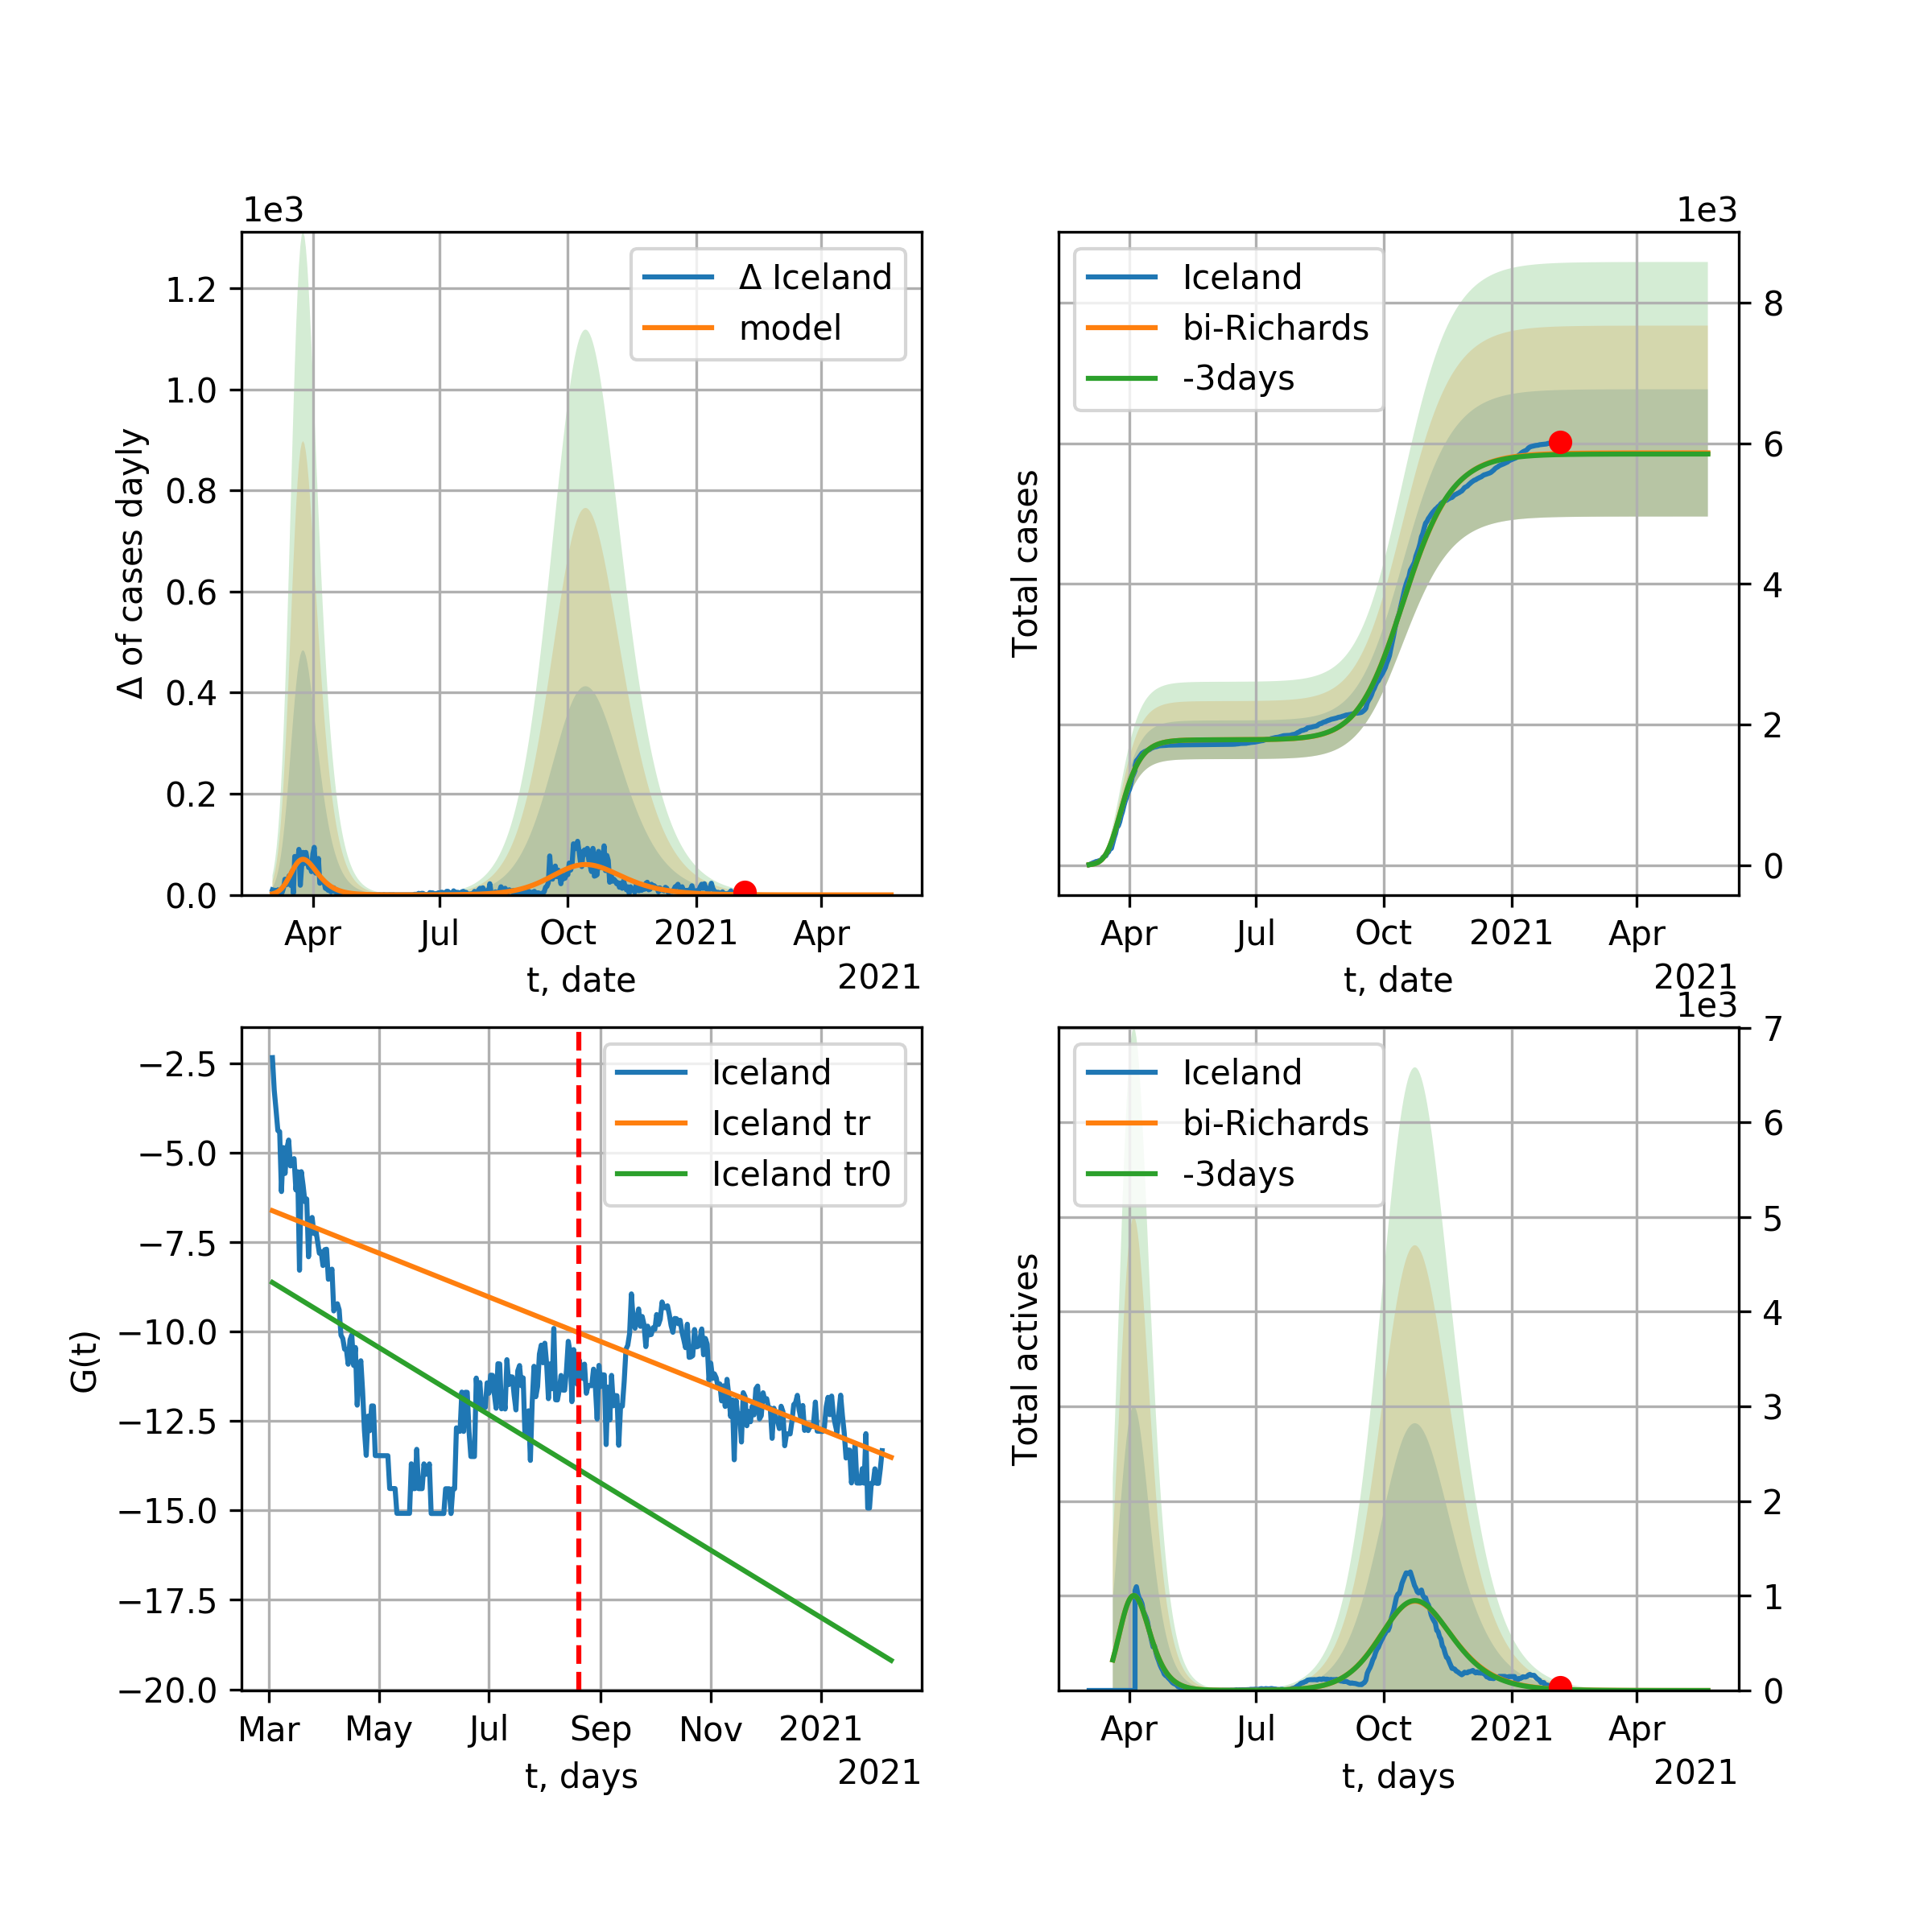 1e3
Δ of cases dayly
1.2
1.0
0.8
0.6
0.4
0.2
0.0
Δ Iceland
model
Apr Jul Oct 2021 Apr
t, date
2021
1e3
Total cases
Iceland
bi-Richards
-3days
8
6
4
2
0
Apr Jul Oct 2021 Apr
t, date
2021
G(t)
−2.5
−5.0
−7.5
−10.0
−12.5
−15.0
−17.5
−20.0
Iceland
Iceland tr
Iceland tr0
Mar May Jul Sep Nov 2021
t, days
2021
1e3
Total actives
Iceland
bi-Richards
-3days
7
6
5
4
3
2
1
0
Apr Jul Oct 2021 Apr
t, days
2021